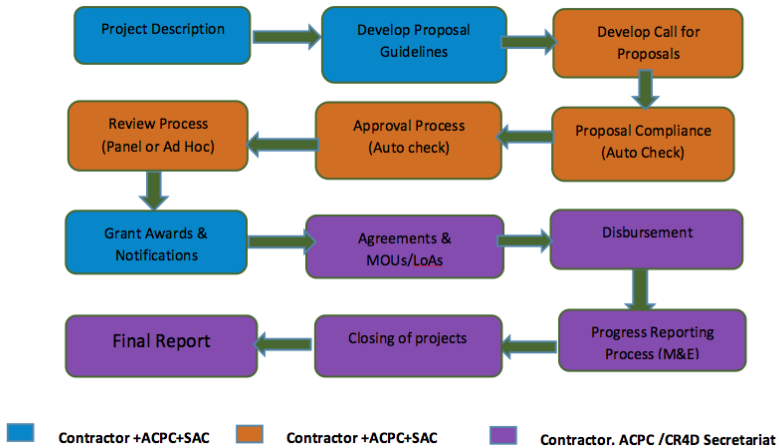 Project Description
Develop Proposal
Guidelines
Develop Call for
Proposals
Review Process
(Panel or Ad Hoc)
Approval Process
(Auto check)
Proposal Compliance
(Auto Check)
Grant Awards &
Notifications
Agreements &
MOUs/LoAs
Disbursement
Final Report
Closing of projects
Progress Reporting
Process (M&E)
Contractor +ACPC+SAC
Contractor +ACPC+SAC
Contractor. ACPC /CR4D Secretariat